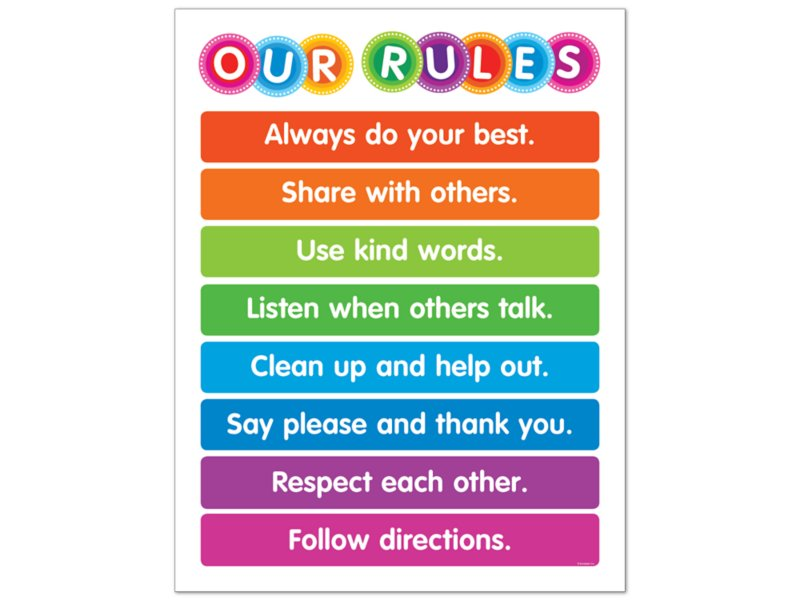 OUR RULES
Always do your best.
Share with others.
Use kind words.
Listen when others talk.
Clean up and help out.
Say please and thank you.
Respect each other.
Follow directions.